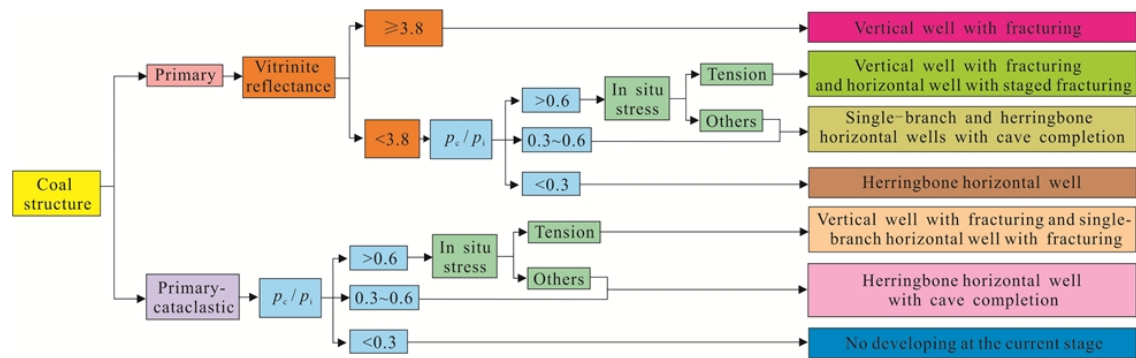 Coal
structure
Primary
Vitrinite
reflectance
≥3.8
Vertical well with fracturing
<3.8
pc / pi
>0.6
In situ
stress
Tension
Vertical well with fracturing
and horizontal well with staged fracturing
Others
0.3~0.6
Single-branch and herringbone
horizontal wells with cave completion
<0.3
Herringbone horizontal well
Primary-
cataclastic
pc / pi
>0.6
In situ
stress
Tension
Vertical well with fracturing and single-
branch horizontal well with fracturing
Others
0.3~0.6
Herringbone horizontal well
with cave completion
<0.3
No developing at the current stage